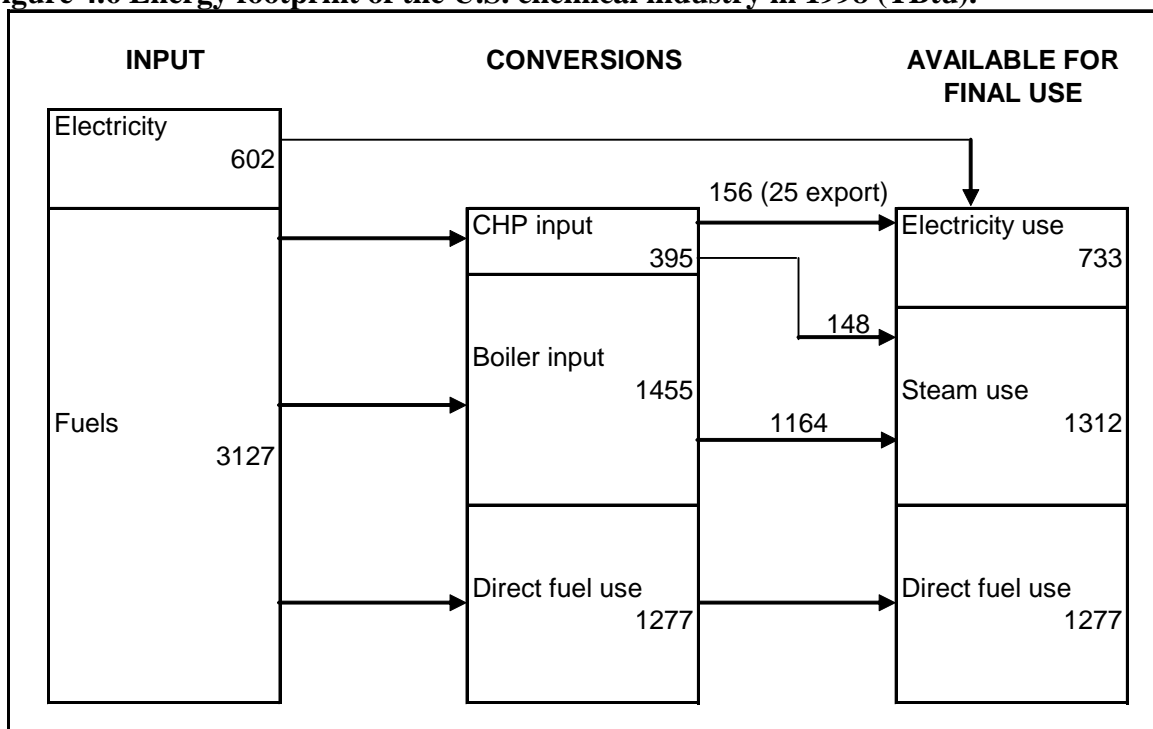 igure 4.6 Energy footprint of the U.S. chemical industry in 1998 (TBtu).
INPUT
CONVERSIONS
AVAILABLE FOR
FINAL USE
Electricity
602
156 (25 export)
CHP input
395
Electricity use
733
148
Boiler input
1455
Steam use
1312
Fuels
3127
1164
Direct fuel use
1277
Direct fuel use
1277